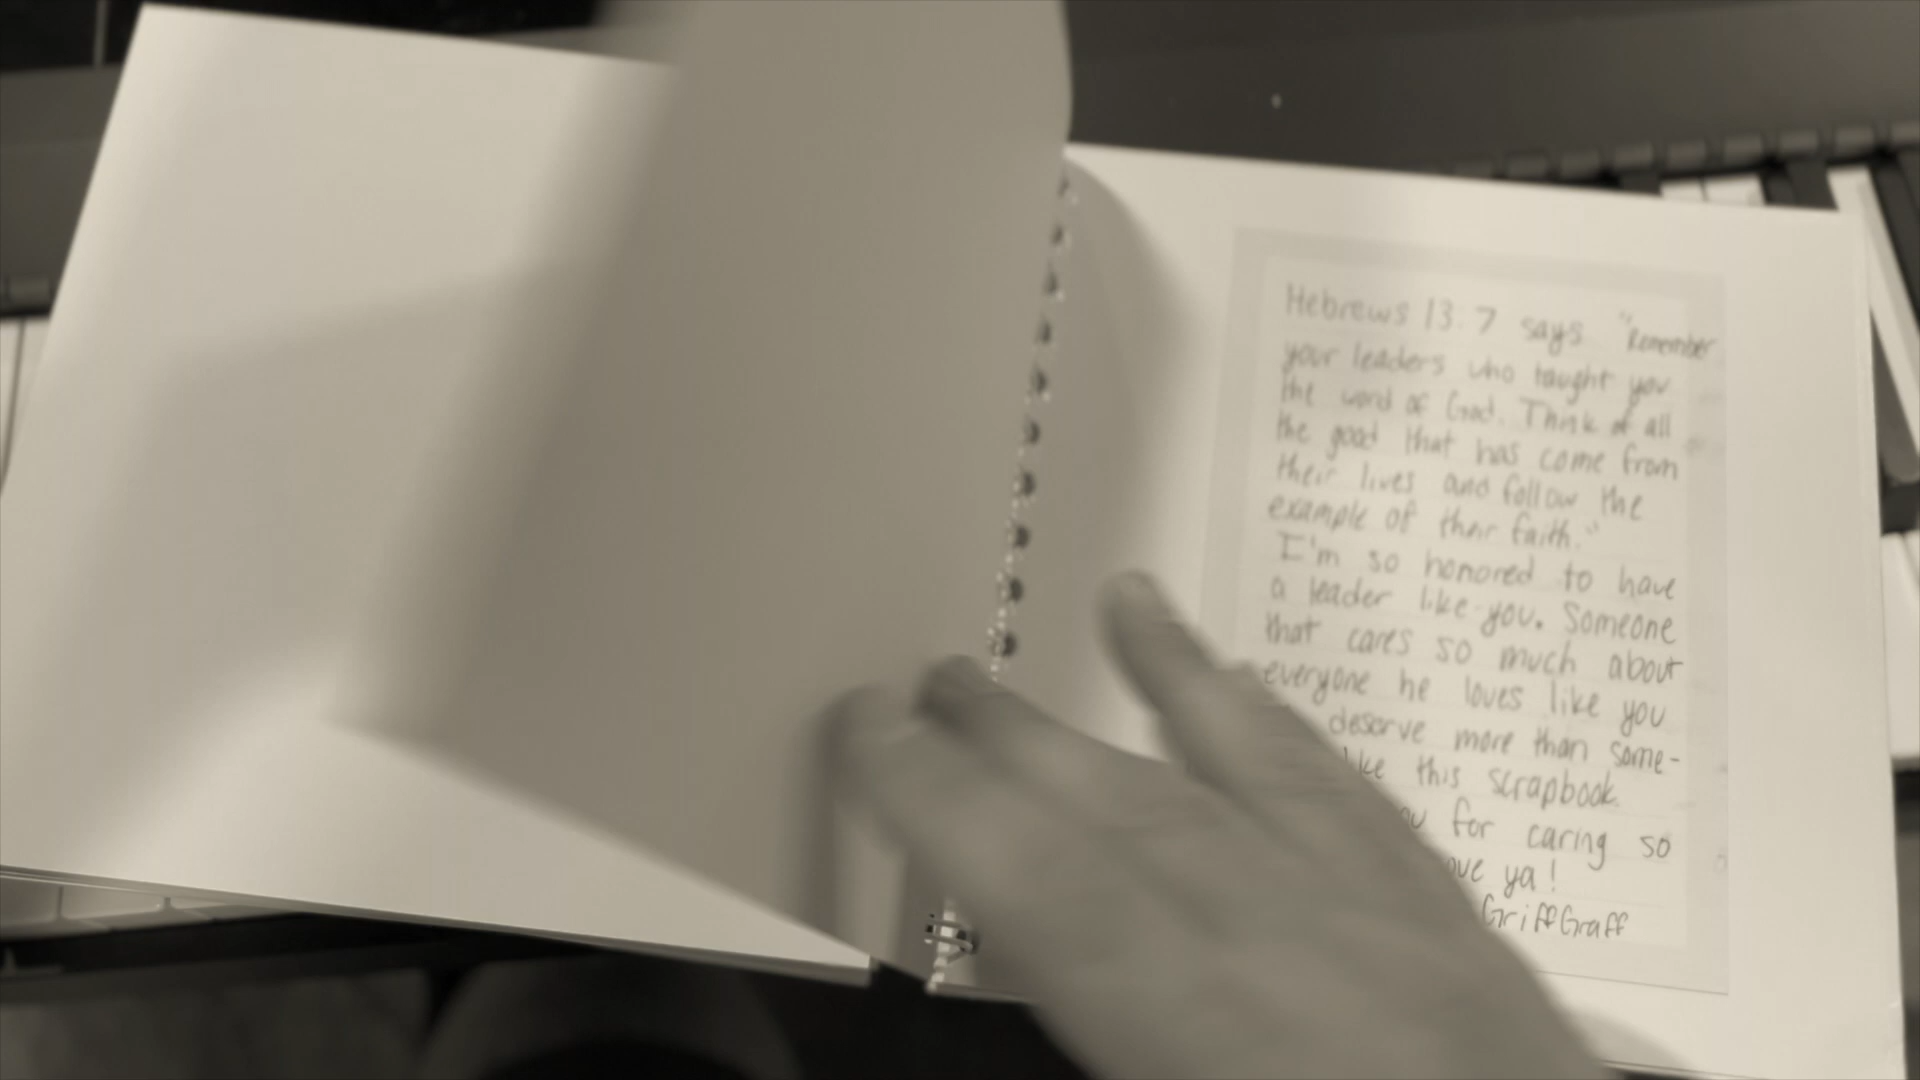 Hebrews 13:7 says "Remember
your leaders who taught you
the word of God. Think of all
the good that has come from
their lives and follow the
example of their faith."
I'm so honored to have
a leader like you. Someone
that cares so much about
everyone he loves like you
deserve more than some-
this scrapbook.
for caring so
ya!
GriffGraff